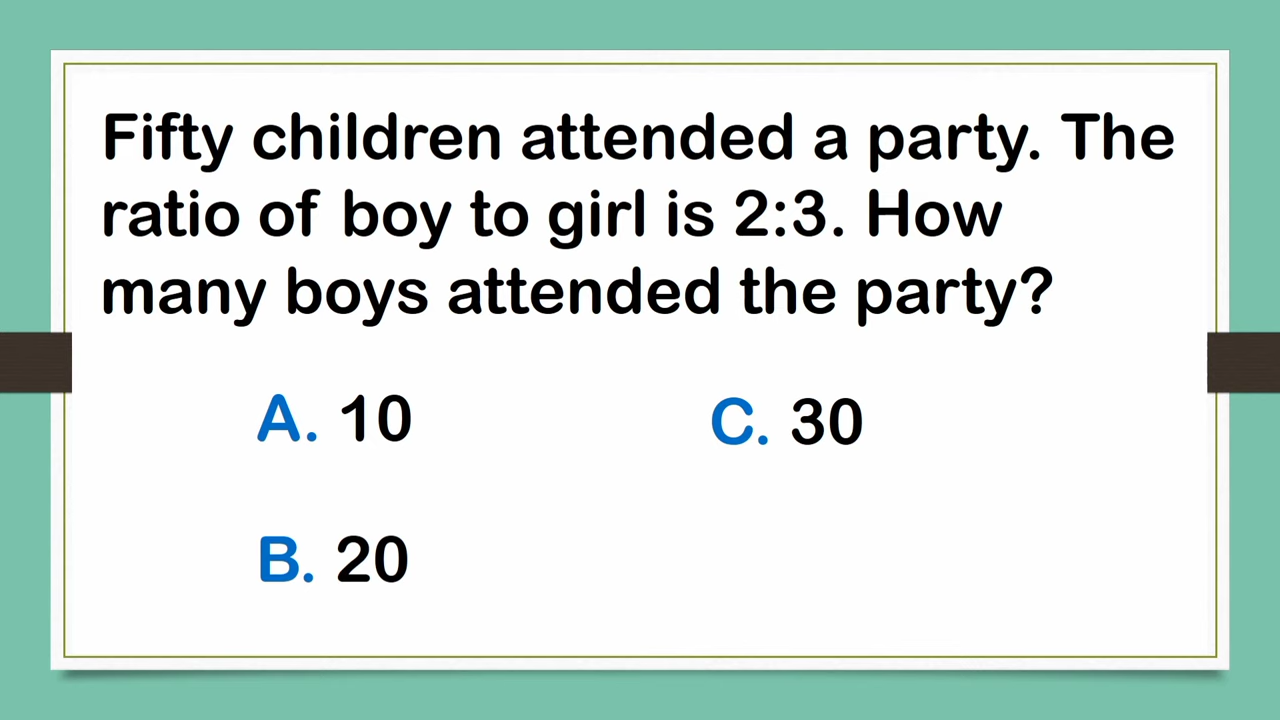 Fifty children attended a party. The
ratio of boy to girl is 2:3. How
many boys attended the party?
A. 10
C. 30
B. 20